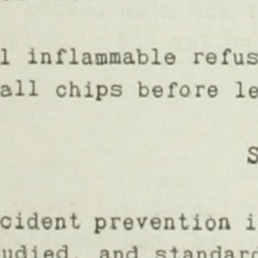 l inflammable refus
all chips before le
S
cident prevention i
udied, and standard